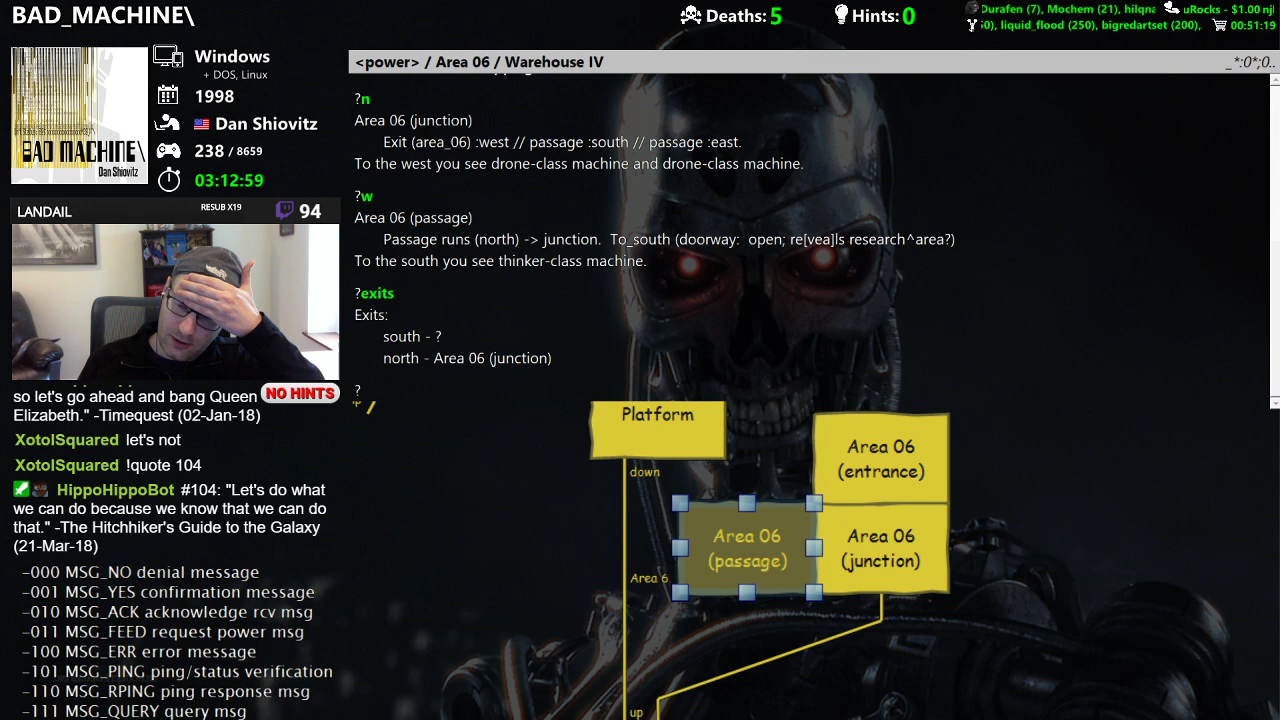 BAD_MACHINE\
Deaths: 5
Hints: 0
Durafen (7), Mochem (21), hilqna
uRocks - $1.00 njl
50), liquid_flood (250), bigredartset (200),
00:51:19
Windows
+ DOS, Linux
1998
Dan Shiovitz
238 / 8659
03:12:59
BAD MACHINE\
Dan Shiovitz
LANDAIL
RESUB X19
94
<power> / Area 06 / Warehouse IV
_*:0*;0..
?n
Area 06 (junction)
Exit (area_06) :west // passage :south // passage :east.
To the west you see drone-class machine and drone-class machine.
?w
Area 06 (passage)
Passage runs (north) -> junction. To_south (doorway: open; re[vea]ls research^area?)
To the south you see thinker-class machine.
?exits
Exits:
south - ?
north - Area 06 (junction)
?
so let's go ahead and bang Queen
Elizabeth." -Timequest (02-Jan-18)
NO HINTS
XotolSquared let's not
XotolSquared !quote 104
HippoHippoBot #104: "Let's do what
we can do because we know that we can do
that." -The Hitchhiker's Guide to the Galaxy
(21-Mar-18)
-000 MSG_NO denial message
-001 MSG_YES confirmation message
-010 MSG_ACK acknowledge rcv msg
-011 MSG_FEED request power msg
-100 MSG_ERR error message
-101 MSG_PING ping/status verification
-110 MSG_RPING ping response msg
-111 MSG_QUERY query msg
Platform
down
Area 06
(entrance)
Area 06
(passage)
Area 06
(junction)
Area 6
up